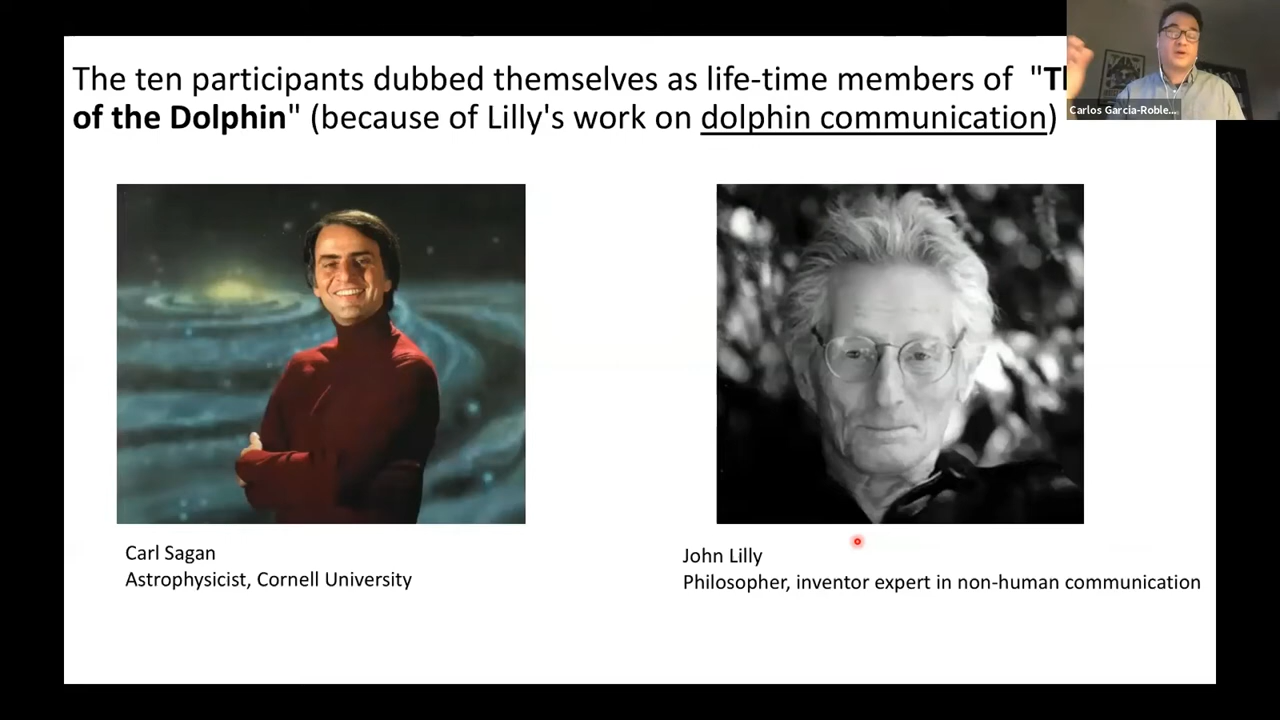 The ten participants dubbed themselves as life-time members of "T
of the Dolphin" (because of Lilly's work on dolphin communication)
Carlos Garcia-Roble...
Carl Sagan
Astrophysicist, Cornell University
John Lilly
Philosopher, inventor expert in non-human communication